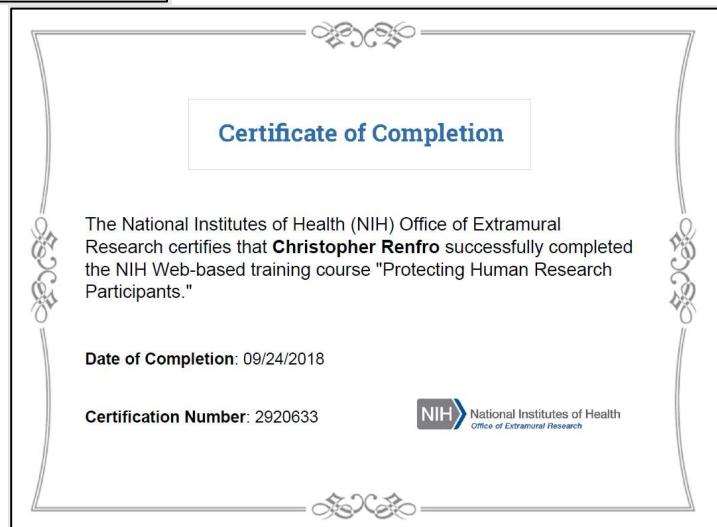 Certificate of Completion
The National Institutes of Health (NIH) Office of Extramural
Research certifies that Christopher Renfro successfully completed
the NIH Web-based training course "Protecting Human Research
Participants."
Date of Completion: 09/24/2018
Certification Number: 2920633
NIH National Institutes of Health
Office of Extramural Research